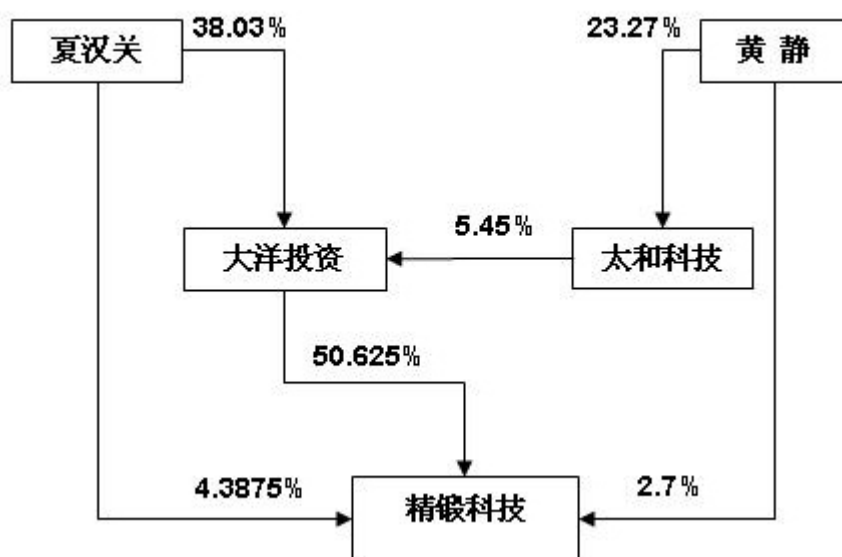 38.03%
23.27%
夏汉关
黄 静
5.45%
大洋投资
太和科技
50.625%
4.3875%
2.7%
精锻科技